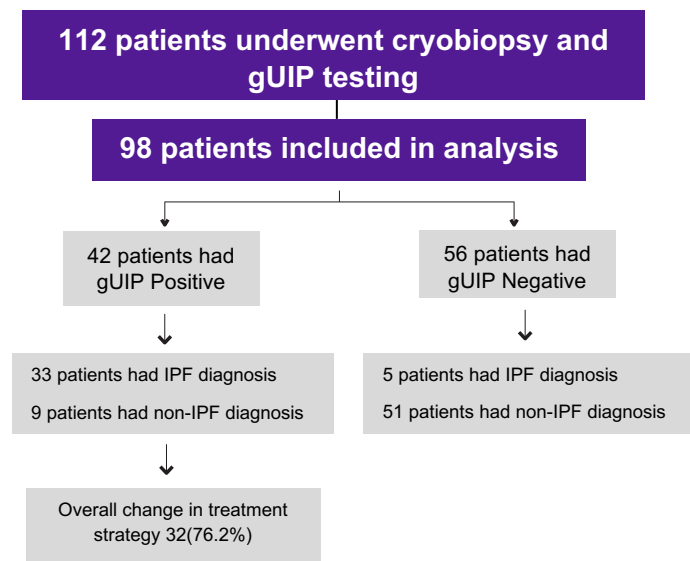 112 patients underwent cryobiopsy and
gUIP testing
98 patients included in analysis
42 patients had
gUIP Positive
56 patients had
gUIP Negative
33 patients had IPF diagnosis
9 patients had non-IPF diagnosis
5 patients had IPF diagnosis
51 patients had non-IPF diagnosis
Overall change in treatment
strategy 32(76.2%)